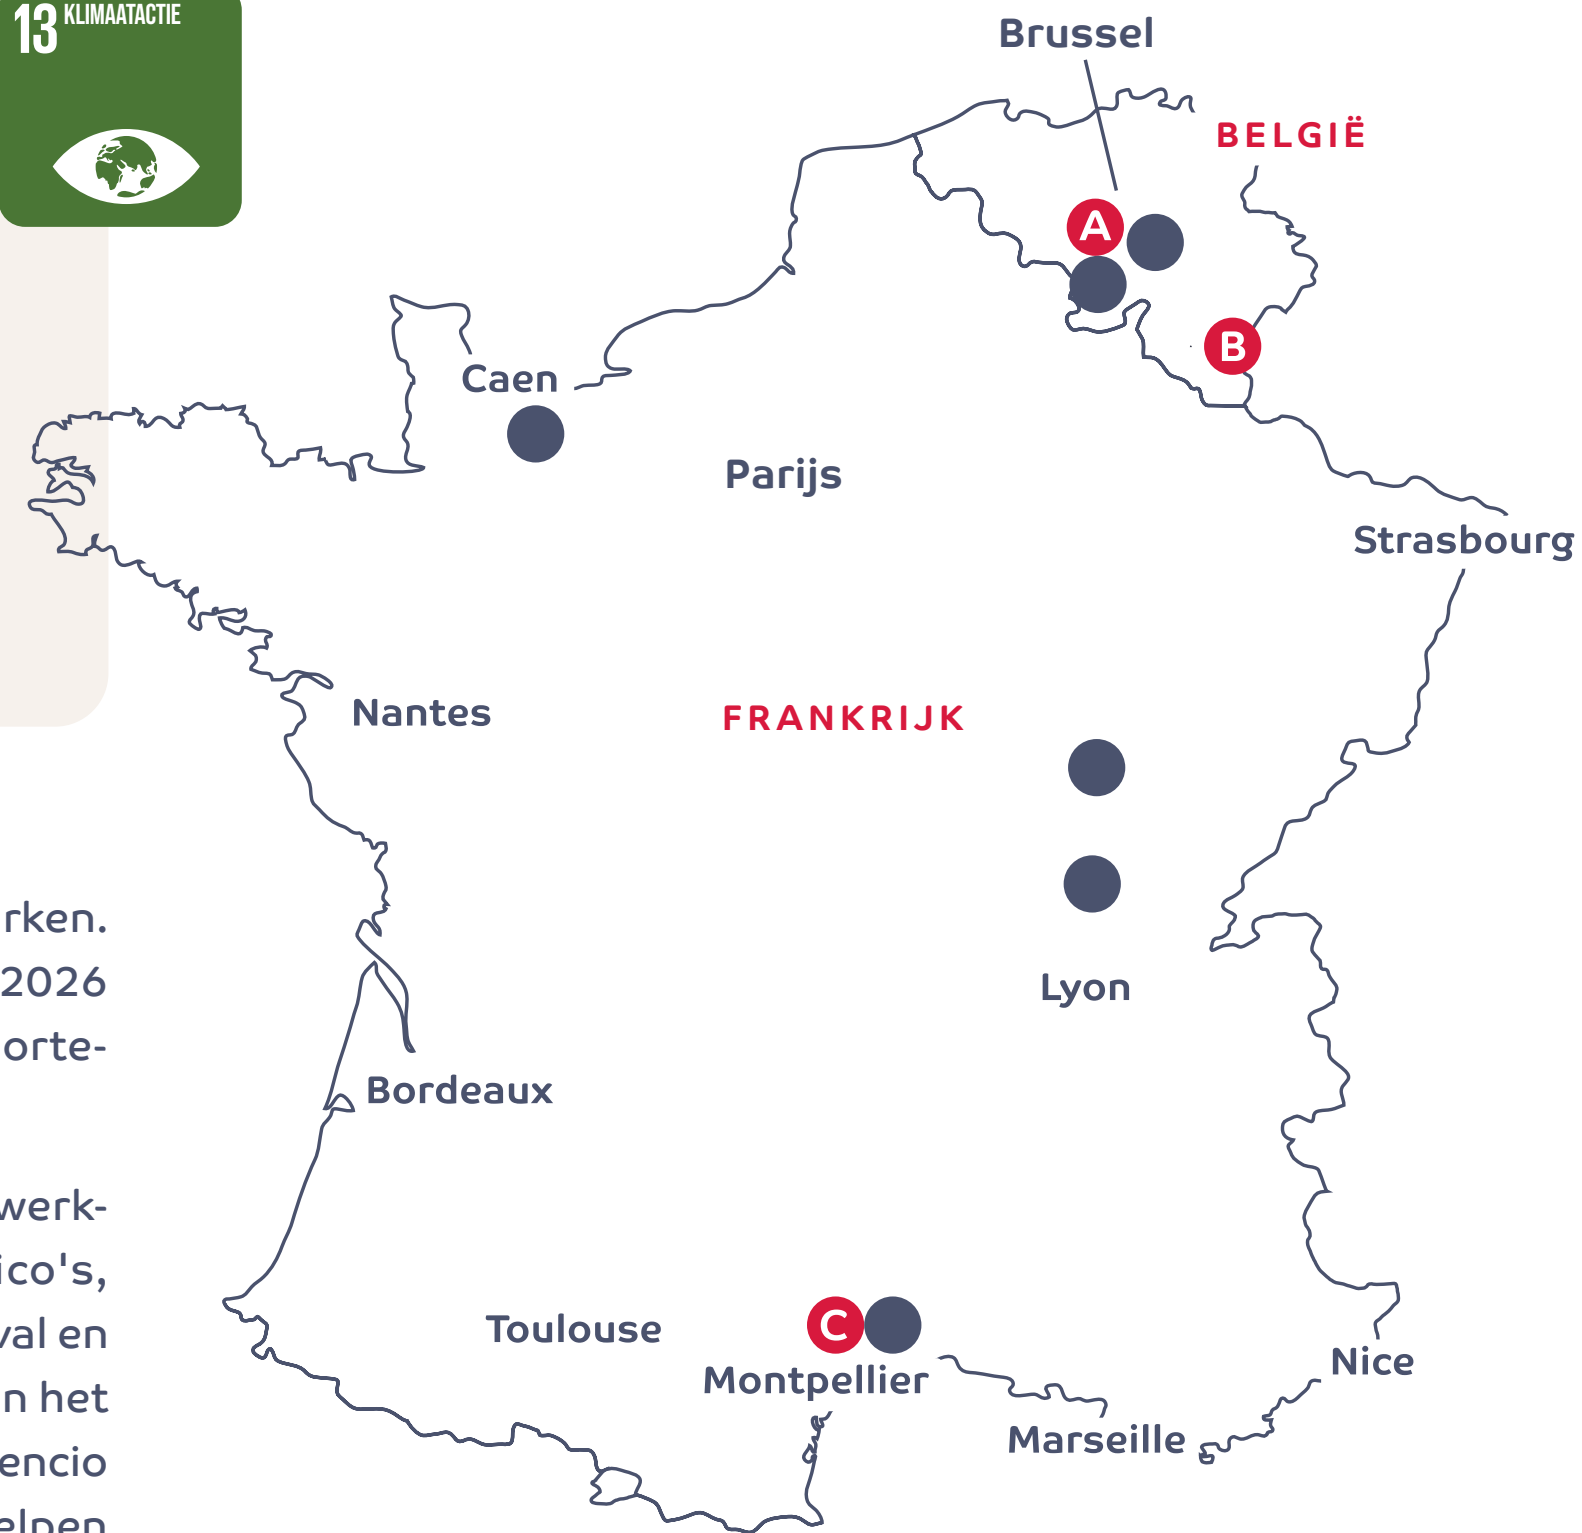 13 KLIMAATACTIE
Brussel
BELGIË
A
B
Caen
Parijs
Strasbourg
Nantes
FRANKRIJK
rken.
2026
orte-
Lyon
Bordeaux
werk-
ico's,
val en
n het
encio
elpen
Toulouse
C
Montpellier
Nice
Marseille